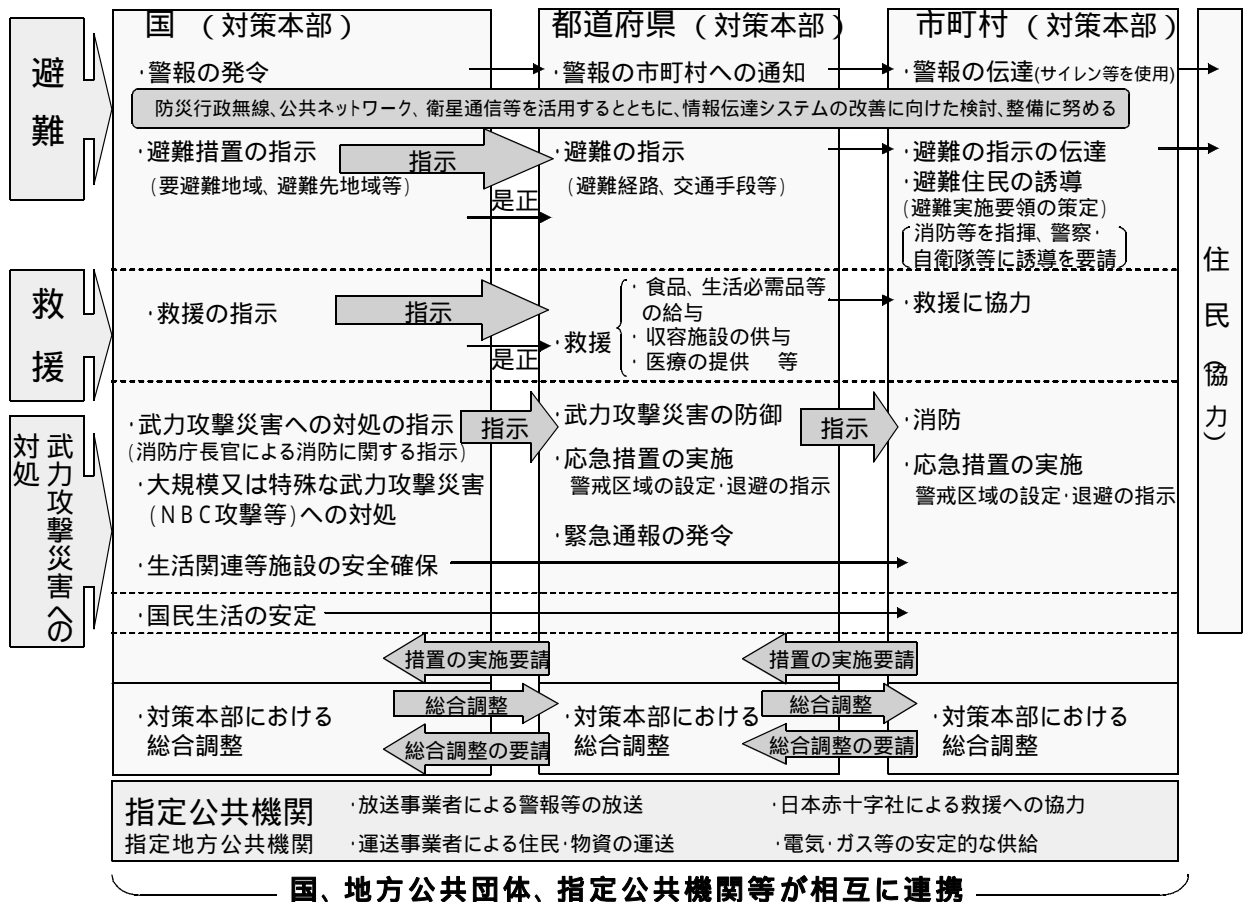 国 （対策本部）
都道府県（対策本部）
市町村（対策本部）
避難
・警報の発令
・警報の市町村への通知
・警報の伝達(サイレン等を使用)
防災行政無線、公共ネットワーク、衛星通信等を活用するとともに、情報伝達システムの改善に向けた検討、整備に努める
・避難措置の指示
(要避難地域、避難先地域等)
指示
是正
・避難の指示
(避難経路、交通手段等)
・避難の指示の伝達
・避難住民の誘導
(避難実施要領の策定)
消防等を指揮、警察・
自衛隊等に誘導を要請
住民（協力）
救援
・救援の指示
指示
是正
・救援
・食品、生活必需品等
の給与
・収容施設の供与
・医療の提供 等
・救援に協力
武力攻撃災害への
対処
・武力攻撃災害への対処の指示
(消防庁長官による消防に関する指示)
・大規模又は特殊な武力攻撃災害
(NBC攻撃等)への対処
・生活関連等施設の安全確保
指示
・武力攻撃災害の防御
・応急措置の実施
警戒区域の設定・退避の指示
・緊急通報の発令
指示
・消防
・応急措置の実施
警戒区域の設定・退避の指示
・国民生活の安定
措置の実施要請
措置の実施要請
・対策本部における
総合調整
総合調整
総合調整の要請
・対策本部における
総合調整
総合調整
総合調整の要請
・対策本部における
総合調整
指定公共機関
指定地方公共機関
・放送事業者による警報等の放送
・日本赤十字社による救援への協力
・運送事業者による住民・物資の運送
・電気・ガス等の安定的な供給
国、地方公共団体、指定公共機関等が相互に連携